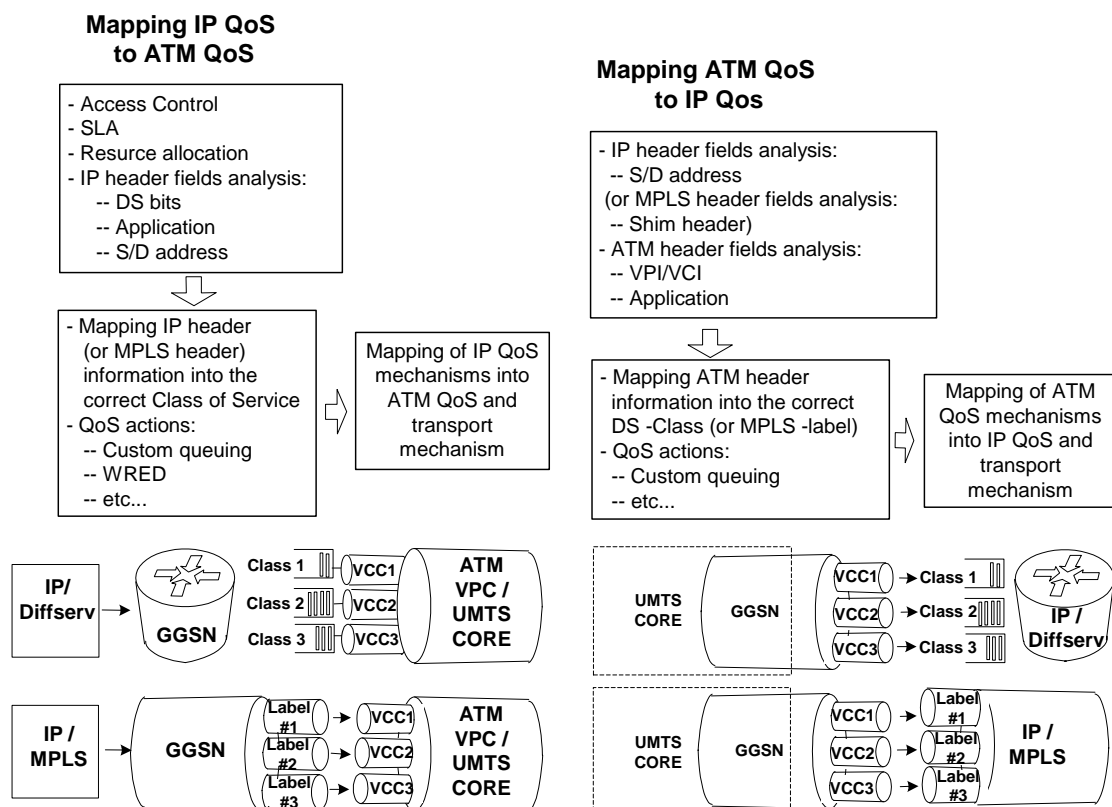 Mapping IP QoS
to ATM QoS
- Access Control
- SLA
- Resurce allocation
- IP header fields analysis:
-- DS bits
-- Application
-- S/D address
- Mapping IP header
(or MPLS header)
information into the
correct Class of Service
- QoS actions:
-- Custom queuing
-- WRED
-- etc...
Mapping of IP QoS
mechanisms into
ATM QoS and
transport
mechanism
IP/
Diffserv
GGSN
Class 1
Class 2
Class 3
VCC1
VCC2
VCC3
ATM
VPC /
UMTS
CORE
IP /
MPLS
GGSN
Label
#1
Label
#2
Label
#3
VCC1
VCC2
VCC3
ATM
VPC /
UMTS
CORE
Mapping ATM QoS
to IP Qos
- IP header fields analysis:
-- S/D address
(or MPLS header fields analysis:
-- Shim header)
- ATM header fields analysis:
-- VPI/VCI
-- Application
- Mapping ATM header
information into the correct
DS -Class (or MPLS -label)
- QoS actions:
-- Custom queuing
-- etc...
Mapping of ATM
QoS mechanisms
into IP QoS and
transport
mechanism
UMTS
CORE
GGSN
VCC1
VCC2
VCC3
Class 1
Class 2
Class 3
IP /
Diffserv
UMTS
CORE
GGSN
VCC1
VCC2
VCC3
Label
#1
Label
#2
Label
#3
IP /
MPLS